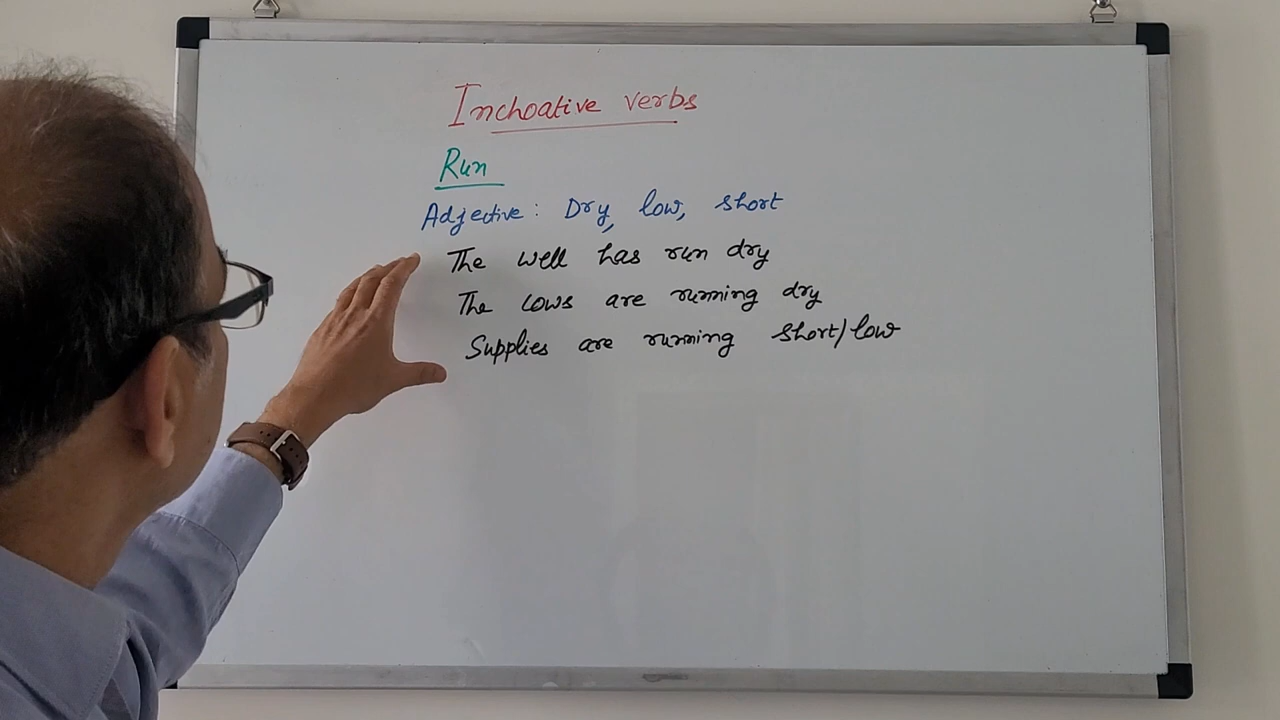 Inchoative verbs
Run
Adjective: Dry, low, short
The well has run dry
The cows are running dry
Supplies are running short/low